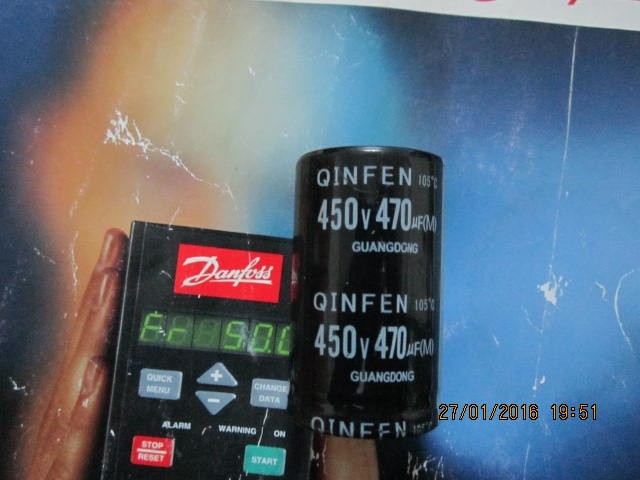 QINFEN 105°C
450V 470µF(M)
GUANGDONG
QINFEN 105°C
450V 470µF(M)
GUANGDONG
QINFEN
Danfoss
Er
QUICK MENU
+
-
CHANGE DATA
ALARM WARNING ON
STOP RESET
START
27/01/2016 19:51